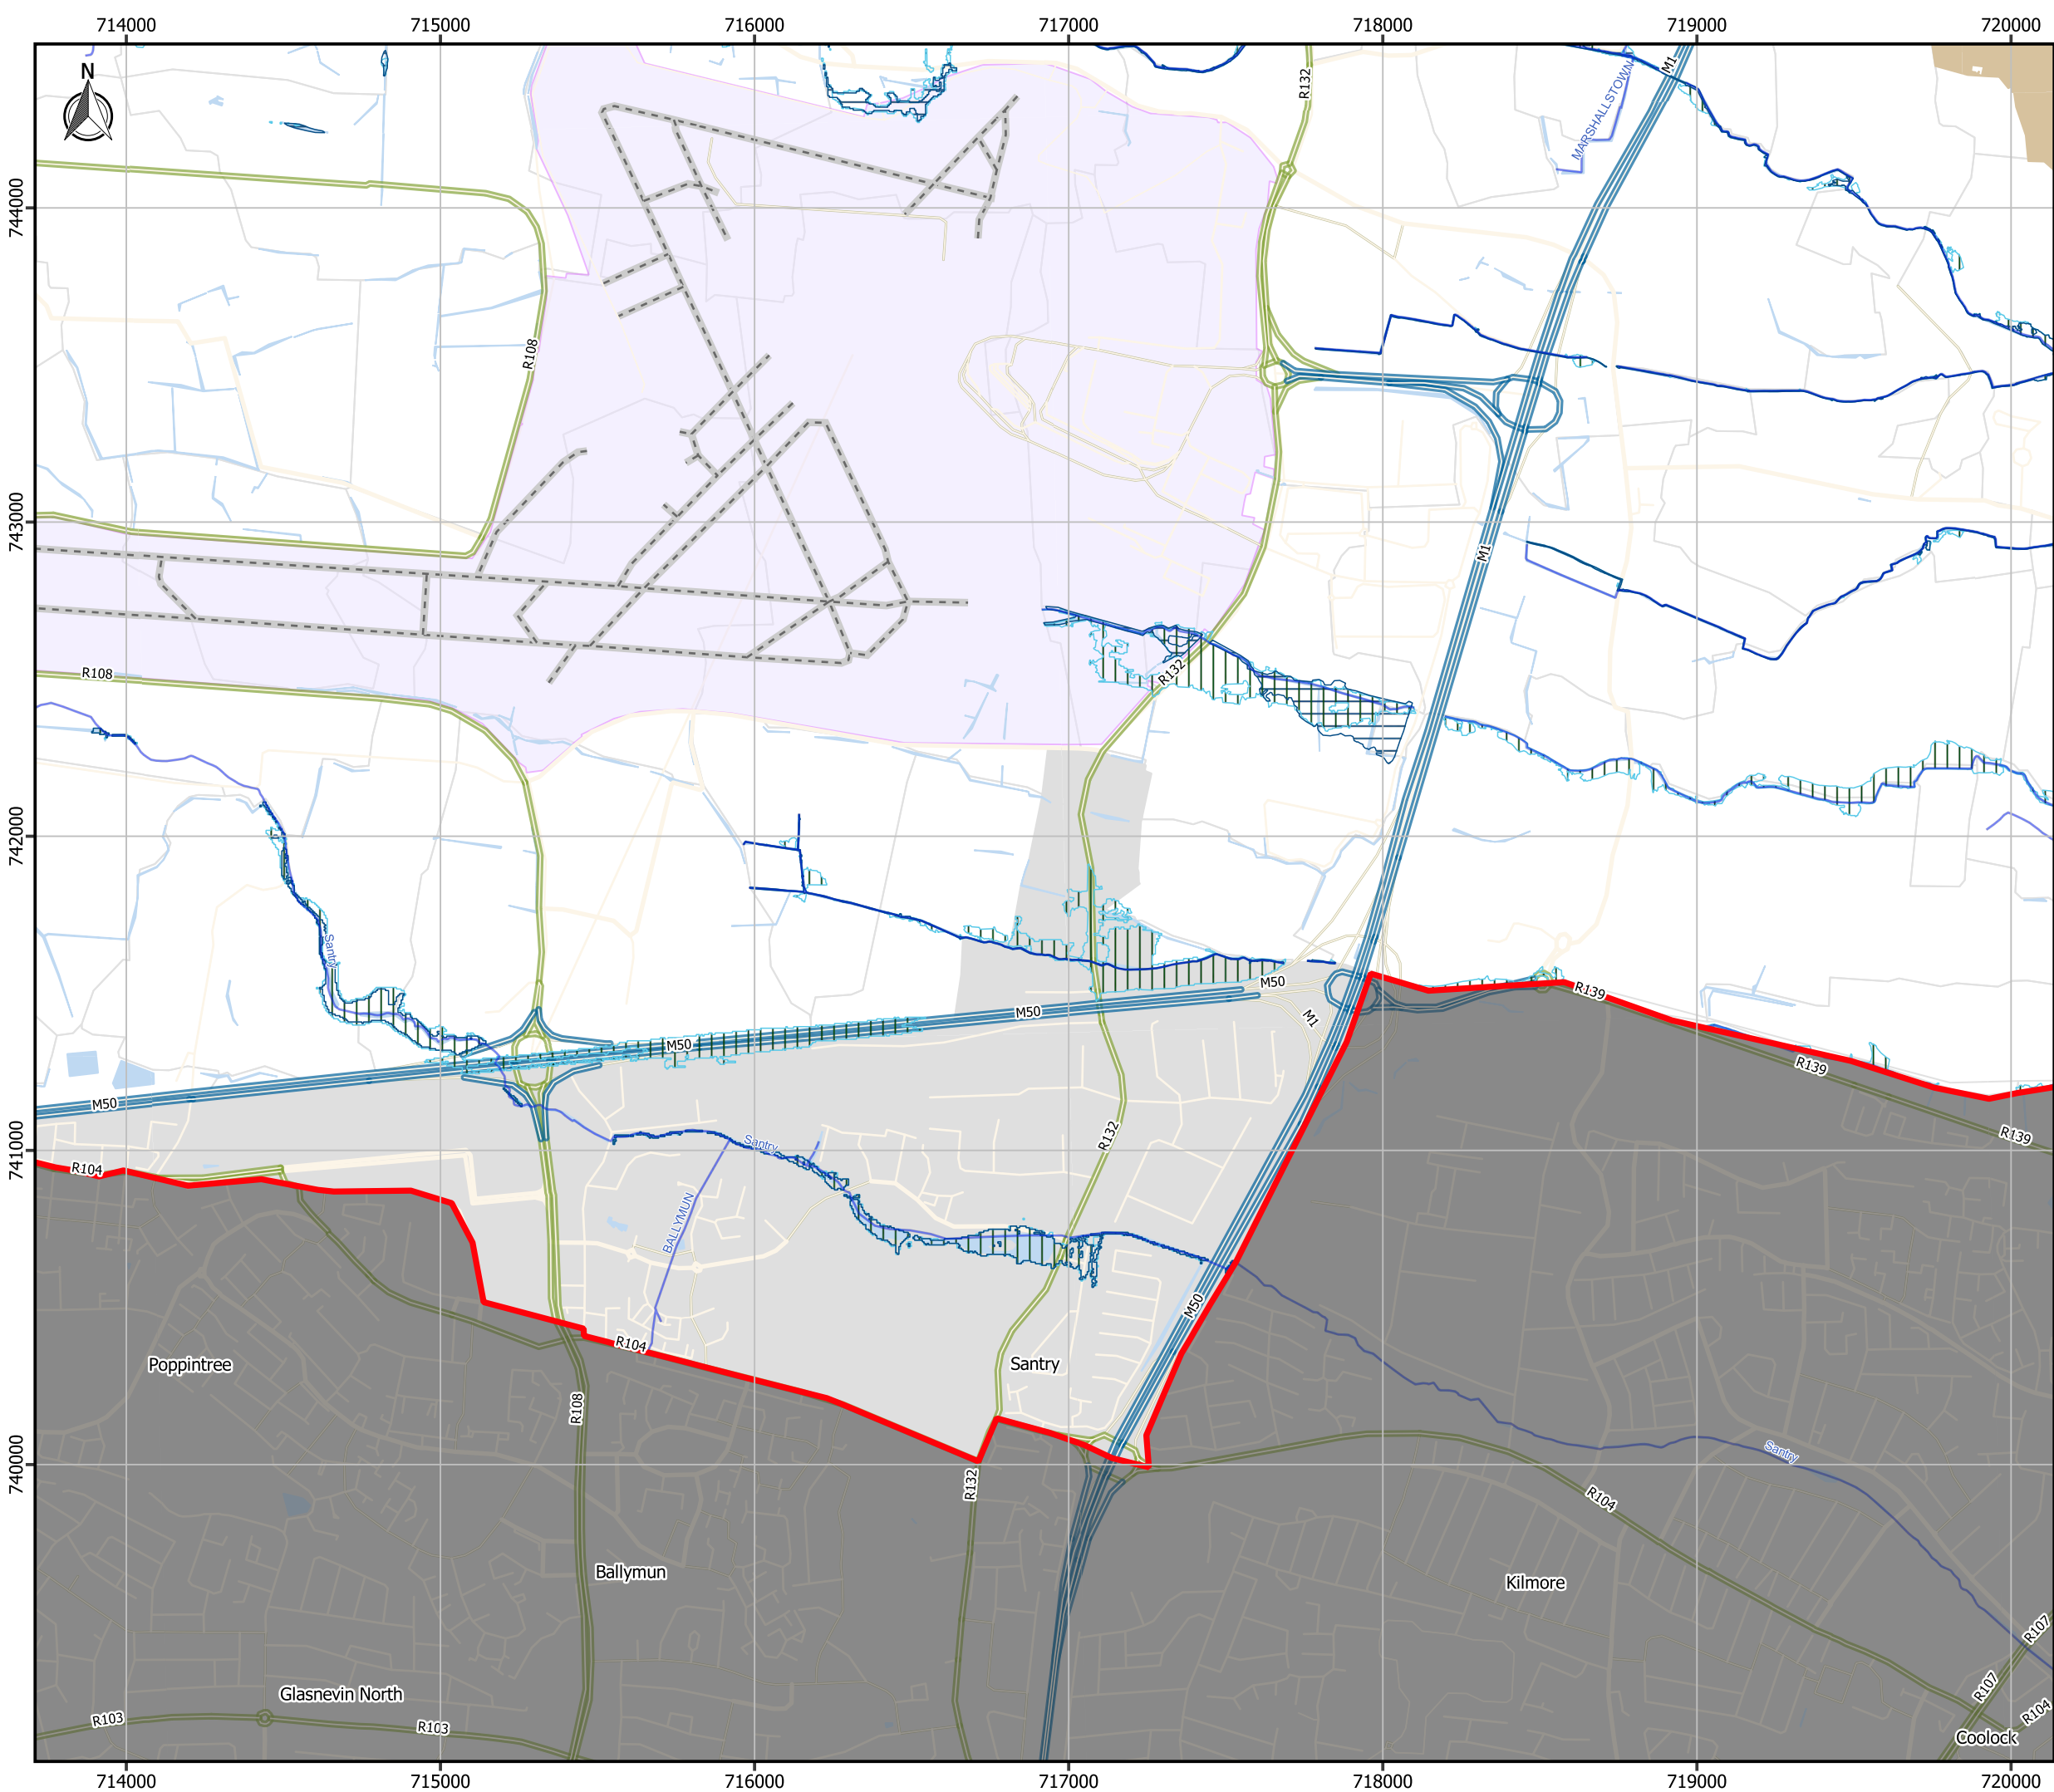 714000 715000 716000 717000 718000 719000 720000
N
M1
R132
MARSHALLSTOWN
744000
R108
743000
M1
R108
R132
742000
Santry
M50
R139
M50
M1
M50
R139
M50
R139
R132
Santry
741000
R104
BALLYMUN
M50
R104
Poppintree
Santry
R108
Santry
740000
R132
R104
Ballymun
Kilmore
R107
Glasnevin North
R107
R103
R103
R104
Coolock
714000 715000 716000 717000 718000 719000 720000